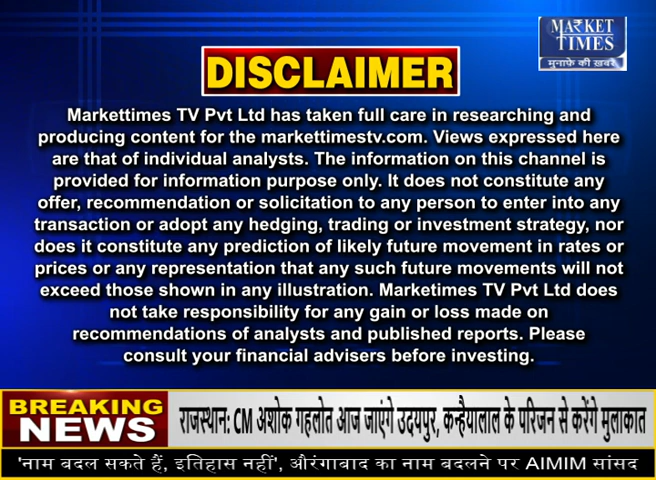 MARKET
TIMES
मुनाफे की खबर
DISCLAIMER
Markettimes TV Pvt Ltd has taken full care in researching and
producing content for the markettimestv.com. Views expressed here
are that of individual analysts. The information on this channel is
provided for information purpose only. It does not constitute any
offer, recommendation or solicitation to any person to enter into any
transaction or adopt any hedging, trading or investment strategy, nor
does it constitute any prediction of likely future movement in rates or
prices or any representation that any such future movements will not
exceed those shown in any illustration. Marketimes TV Pvt Ltd does
not take responsibility for any gain or loss made on
recommendations of analysts and published reports. Please
consult your financial advisers before investing.
BREAKING
NEWS
राजस्थान: CM अशोक गहलोत आज जाएंगे उदयपुर, कन्हैयालाल के परिजन से करेंगे मुलाकात
'नाम बदल सकते हैं, इतिहास नहीं', औरंगाबाद का नाम बदलने पर AIMIM सांसद